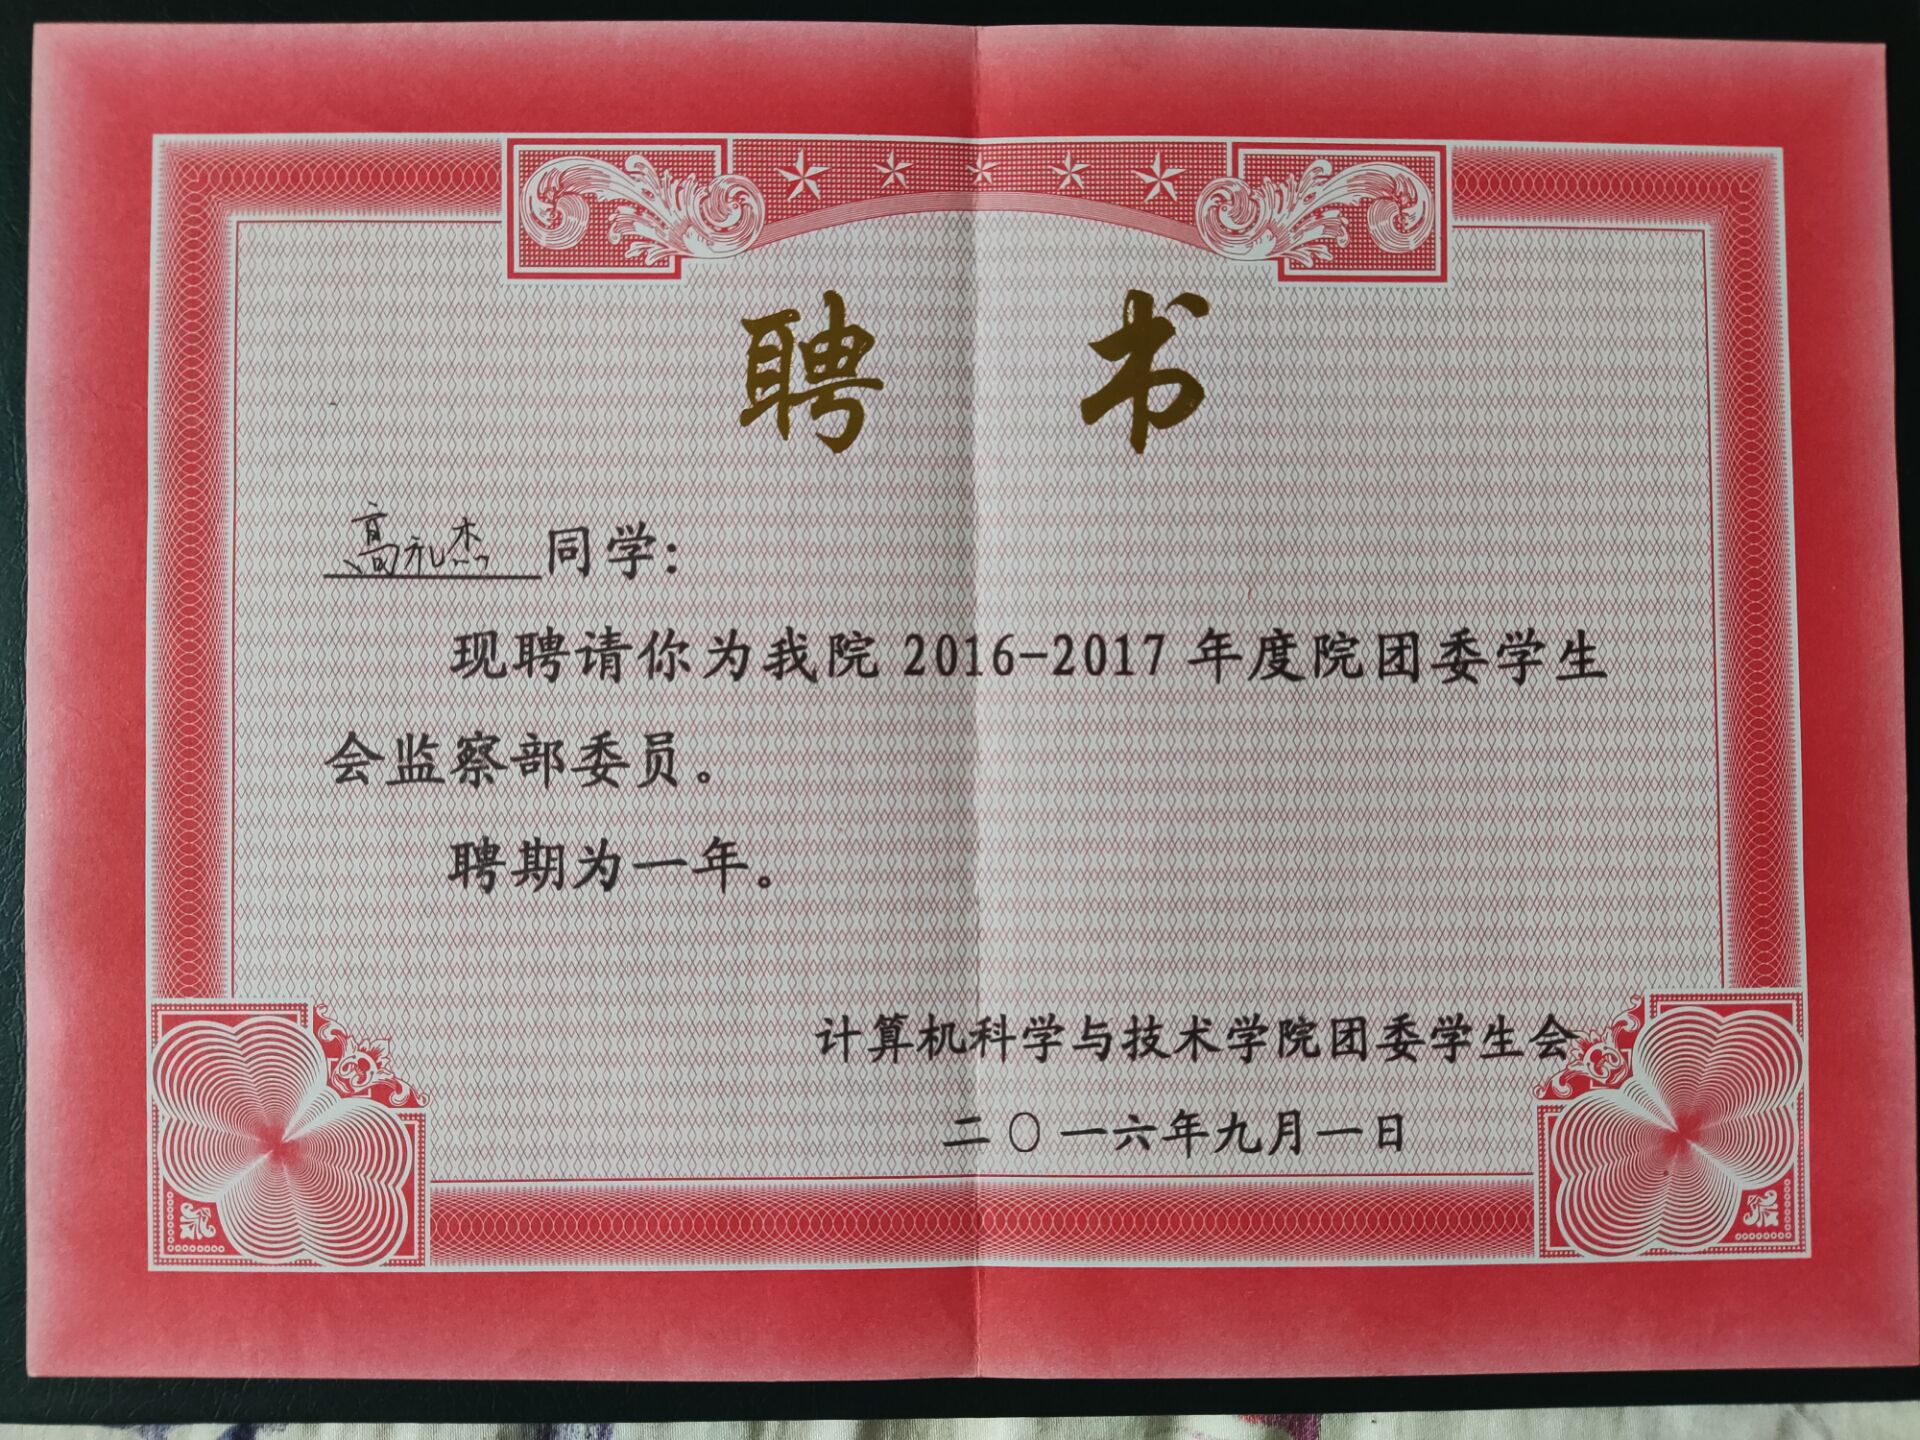 聘书
高礼杰同学：
现聘请你为我院 2016-2017 年度院团委学生
会监察部委员。
聘期为一年。
计算机科学与技术学院团委学生会
二〇一六年九月一日